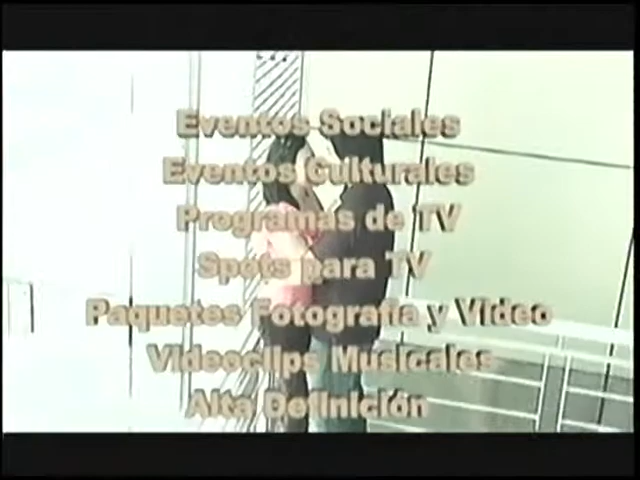 Eventos Sociales
Eventos Culturales
Programas de TV
Spots para TV
Paquetes Fotografía y Video
Videoclips Musicales
Alta Definición